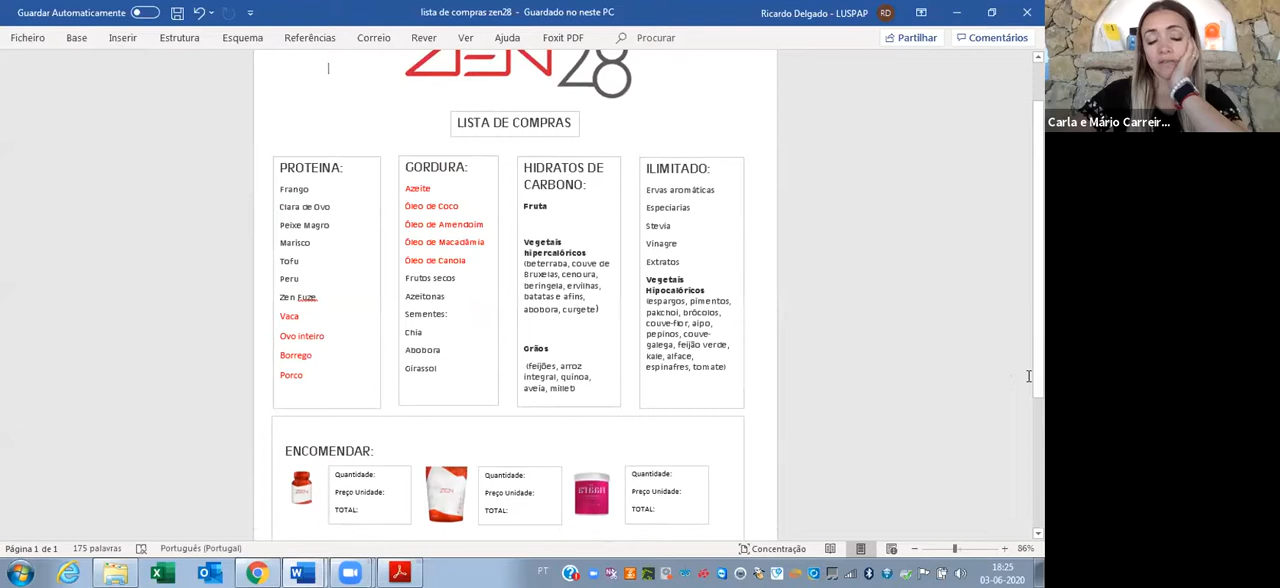 Guardar Automaticamente
lista de compras zen28 - Guardado no neste PC
Ricardo Delgado - LUSPAP
RD
Ficheiro
Base
Inserir
Estrutura
Esquema
Referências
Correio
Rever
Ver
Ajuda
Foxit PDF
Procurar
Partilhar
Comentários
ZEN28
LISTA DE COMPRAS
PROTEINA:
Frango
Clara de Ovo
Peixe Magro
Marisco
Tofu
Peru
Zen Fuze
Vaca
Ovo inteiro
Borrego
Porco
GORDURA:
Azeite
Óleo de Coco
Óleo de Amendoim
Óleo de Macadâmia
Óleo de Canola
Frutos secos
Azeitonas
Sementes:
Chia
Abobora
Girassol
HIDRATOS DE
CARBONO:
Fruta
Vegetais
hipercalóricos
(beterraba, couve de
Bruxelas, cenoura,
beringela, ervilhas,
batatas e afins,
abobora, curgete)
Grãos
(feijões, arroz
integral, quinoa,
aveia, millet)
ILIMITADO:
Ervas aromáticas
Especiarias
Stevia
Vinagre
Extratos
Vegetais
Hipocalóricos
(espargos, pimentos,
pakchoi, brócolos,
couve-flor, aipo,
pepinos, couve-
galega, feijão verde,
kale, alface,
espinafres, tomate)
ENCOMENDAR:
Quantidade:
Preço Unidade:
TOTAL:
Quantidade:
Preço Unidade:
TOTAL:
Quantidade:
Preço Unidade:
TOTAL:
Carla e Márjo Carreir...
Página 1 de 1
175 palavras
Português (Portugal)
Concentração
86%
PT
18:25
03-06-2020